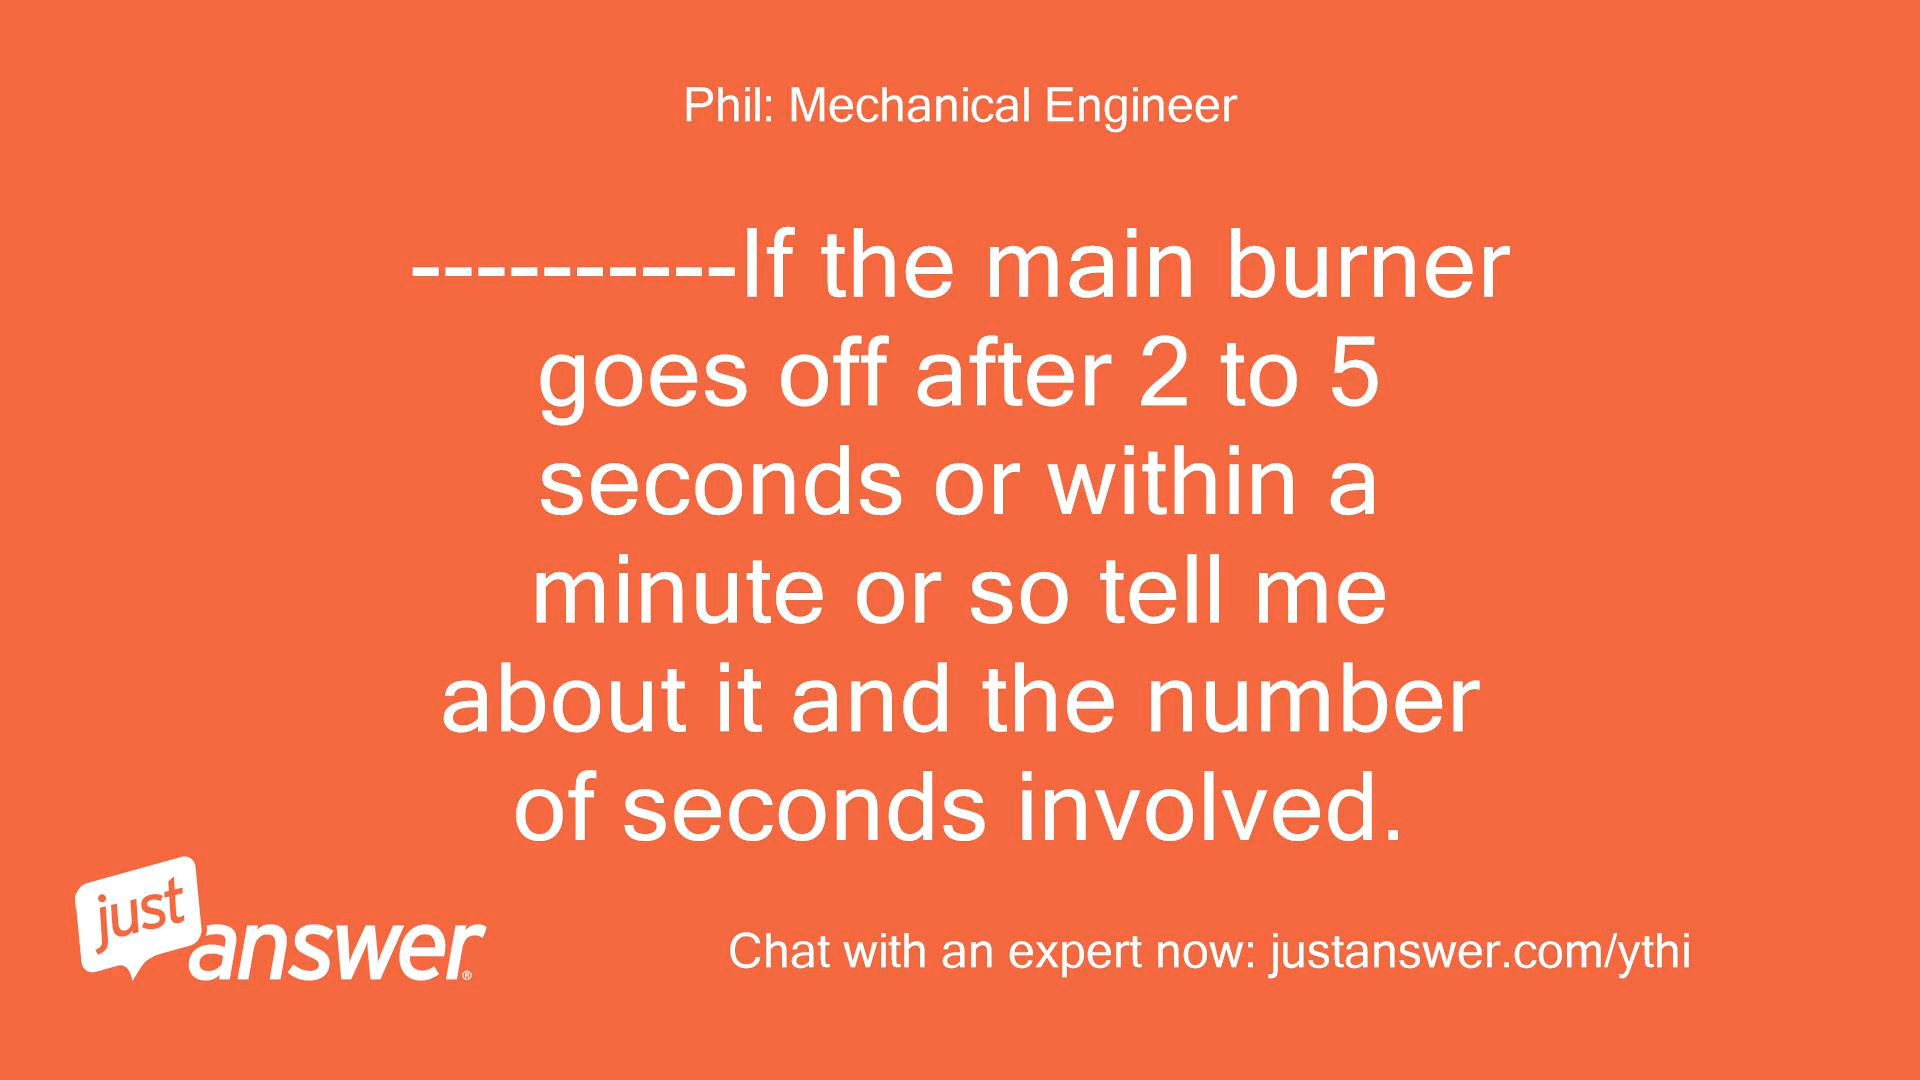 Phil: Mechanical Engineer
----------If the main burner
goes off after 2 to 5
seconds or within a
minute or so tell me
about it and the number
of seconds involved.
just
answer®
Chat with an expert now: justanswer.com/ythi